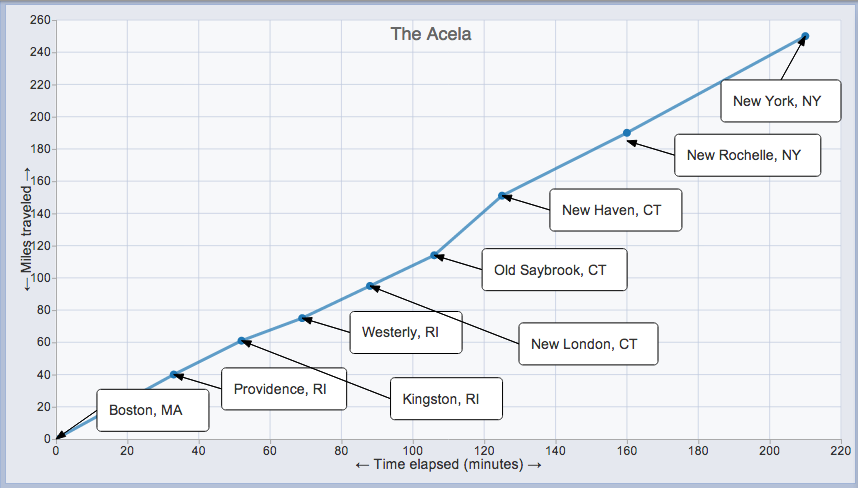 The Acela
260
240
220
200
180
160
140
120
100
80
60
40
20
0
← Miles traveled →
New York, NY
New Rochelle, NY
New Haven, CT
Old Saybrook, CT
Westerly, RI
New London, CT
Providence, RI
Kingston, RI
Boston, MA
0 20 40 60 80 100 120 140 160 180 200 220
← Time elapsed (minutes) →